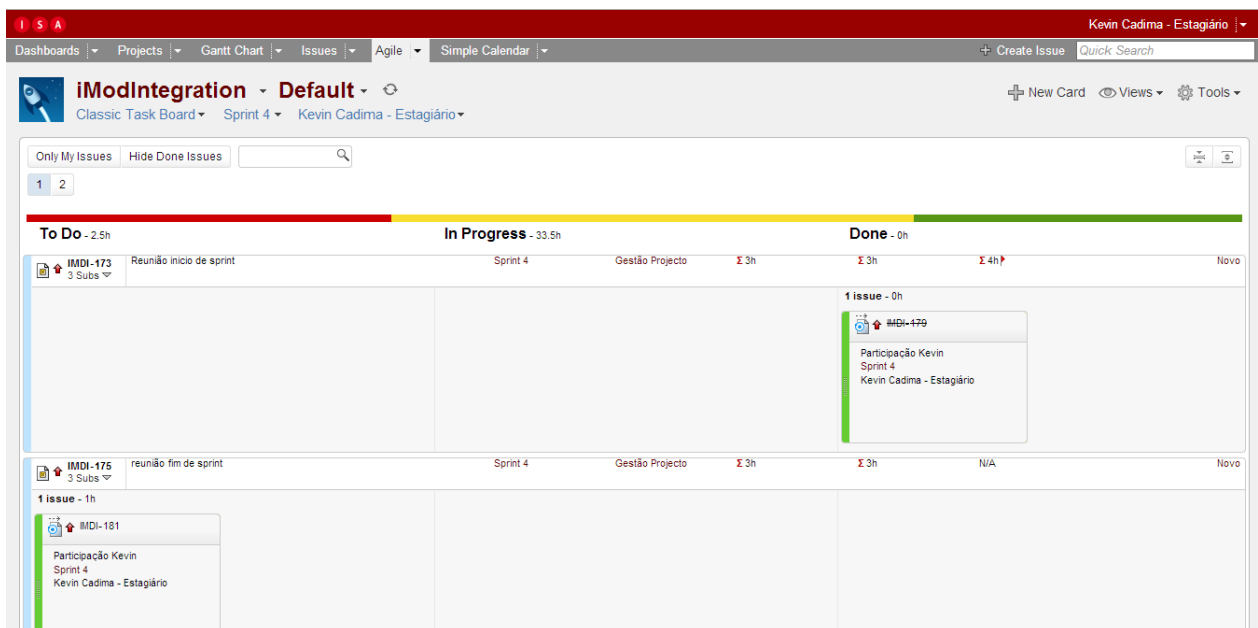 I S A Kevin Cadima - Estagiário
Dashboards Projects Gantt Chart Issues Agile Simple Calendar Create Issue Quick Search
iModIntegration - Default -
New Card Views Tools
Classic Task Board Sprint 4 Kevin Cadima - Estagiário
Only My Issues Hide Done Issues
1 2
To Do - 2.5h In Progress - 33.5h Done - 0h
IMDI-173 Reunião inicio de sprint Sprint 4 Gestão Projecto Σ 3h Σ 3h Σ 4h Novo
3 Subs
1 issue - 0h
IMDI-179
Participação Kevin
Sprint 4
Kevin Cadima - Estagiário
IMDI-175 reunião fim de sprint Sprint 4 Gestão Projecto Σ 3h Σ 3h N/A Novo
3 Subs
1 issue - 1h
IMDI-181
Participação Kevin
Sprint 4
Kevin Cadima - Estagiário